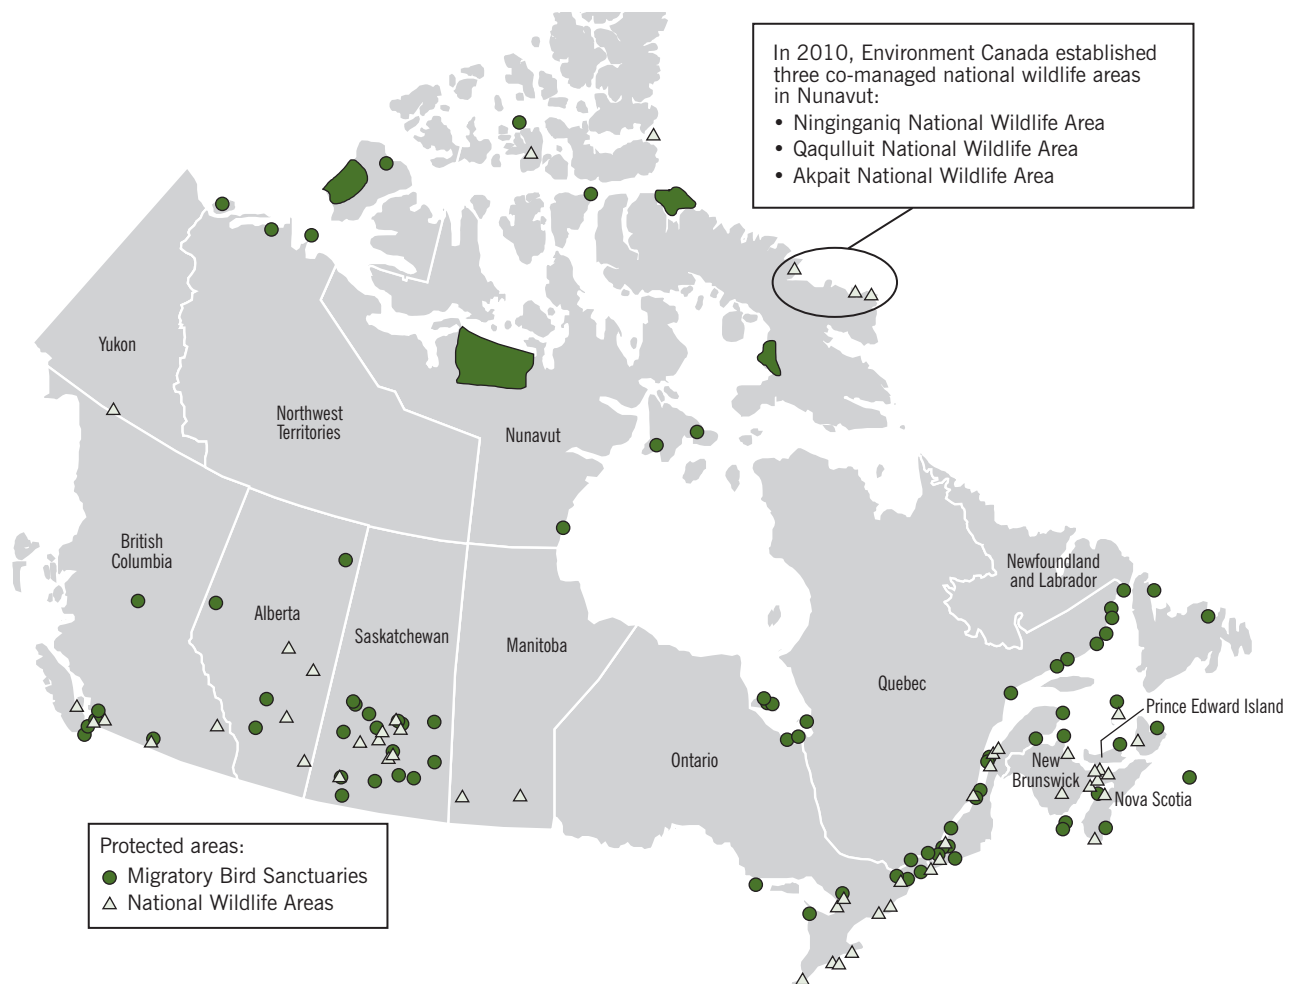 In 2010, Environment Canada established
three co-managed national wildlife areas
in Nunavut:
• Ninginganiq National Wildlife Area
• Qaqulluit National Wildlife Area
• Akpait National Wildlife Area
Yukon
Northwest
Territories
Nunavut
British
Columbia
Alberta
Saskatchewan
Manitoba
Newfoundland
and Labrador
Quebec
Prince Edward Island
Ontario
New
Brunswick
Nova Scotia
Protected areas:
Migratory Bird Sanctuaries
National Wildlife Areas